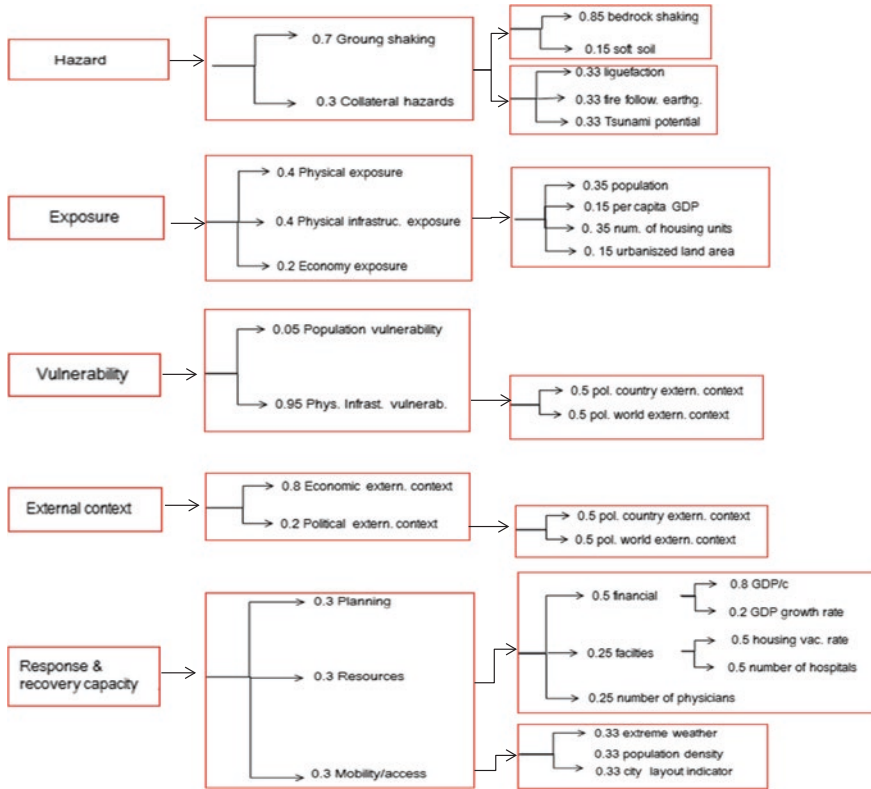 Hazard
0.7 Groung shaking
0.3 Collateral hazards
0.85 bedrock shaking
0.15 soft soil
0.33 liguefaction
0.33 fire follow. earthg.
0.33 Tsunami potential
Exposure
0.4 Physical exposure
0.4 Physical infrastruc. exposure
0.2 Economy exposure
0.35 population
0.15 per capita GDP
0. 35 num. of housing units
0. 15 urbaniszed land area
Vulnerability
0.05 Population vulnerability
0.95 Phys. Infrast. vulnerab.
0.5 pol. country extern. context
0.5 pol. world extern. context
External context
0.8 Economic extern. context
0.2 Political extern. context
0.5 pol. country extern. context
0.5 pol. world extern. context
Response &
recovery capacity
0.3 Planning
0.3 Resources
0.3 Mobility/access
0.5 financial
0.8 GDP/c
0.2 GDP growth rate
0.25 facilties
0.5 housing vac. rate
0.5 number of hospitals
0.25 number of physicians
0.33 extreme weather
0.33 population density
0.33 city layout indicator